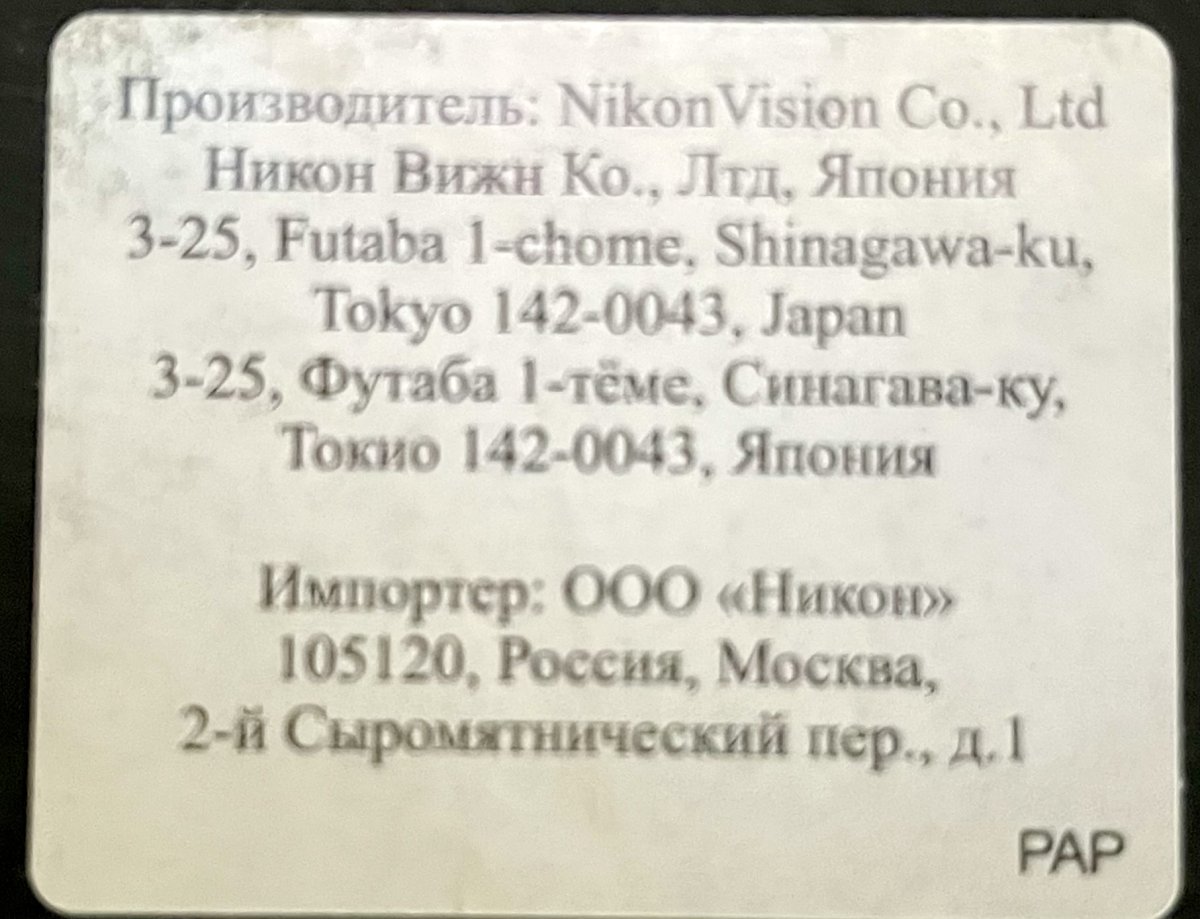 Производитель: NikonVision Co., Ltd
Никон Вижн Ко., Лтд, Япония
3-25, Futaba 1-chome, Shinagawa-ku,
Tokyo 142-0043, Japan
3-25, Футаба 1-тёме, Синагава-ку,
Токио 142-0043, Япония
Импортер: ООО «Никон»
105120, Россия, Москва,
2-й Сыромятнический пер., д.1
PAP